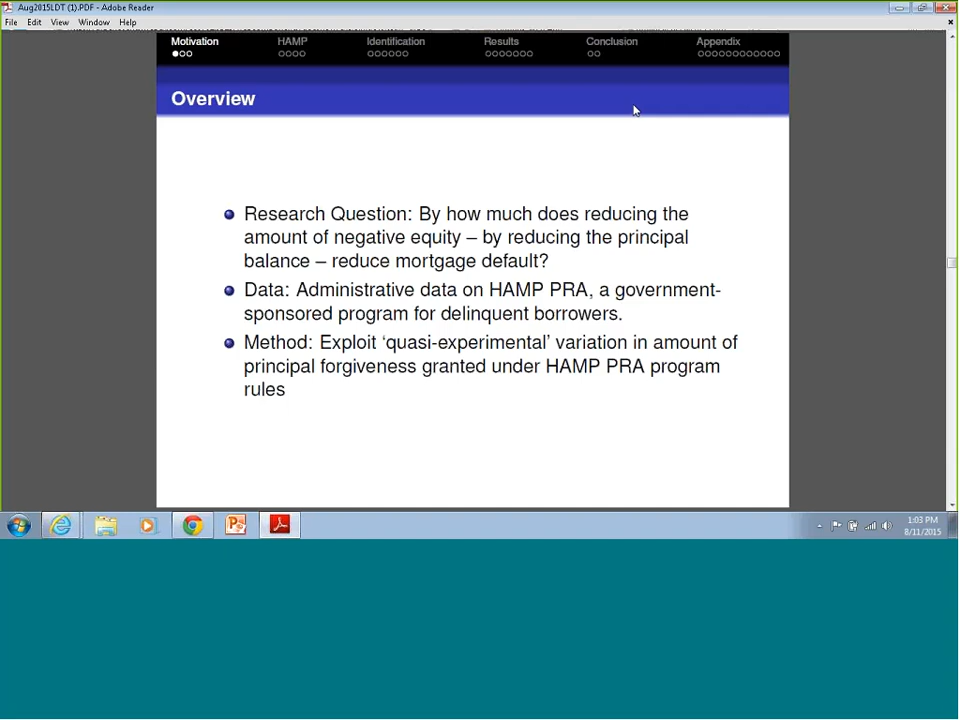 Aug2015LDT (1).PDF - Adobe Reader
File Edit View Window Help
Motivation HAMP Identification Results Conclusion Appendix
Overview
Research Question: By how much does reducing the
amount of negative equity – by reducing the principal
balance – reduce mortgage default?
Data: Administrative data on HAMP PRA, a government-
sponsored program for delinquent borrowers.
Method: Exploit ‘quasi-experimental’ variation in amount of
principal forgiveness granted under HAMP PRA program
rules
1:03 PM
8/11/2015